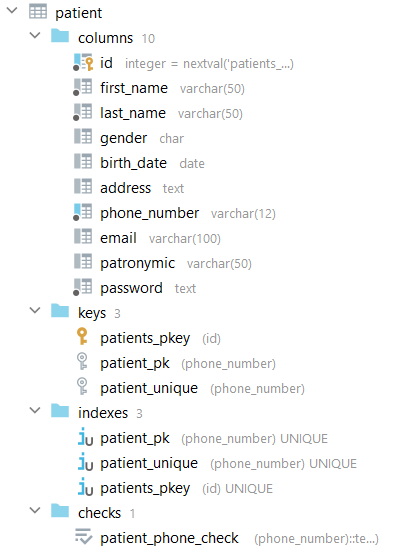 patient
columns 10
id integer = nextval('patients_...)
first_name varchar(50)
last_name varchar(50)
gender char
birth_date date
address text
phone_number varchar(12)
email varchar(100)
patronymic varchar(50)
password text
keys 3
patients_pkey (id)
patient_pk (phone_number)
patient_unique (phone_number)
indexes 3
patient_pk (phone_number) UNIQUE
patient_unique (phone_number) UNIQUE
patients_pkey (id) UNIQUE
checks 1
patient_phone_check (phone_number)::te...)